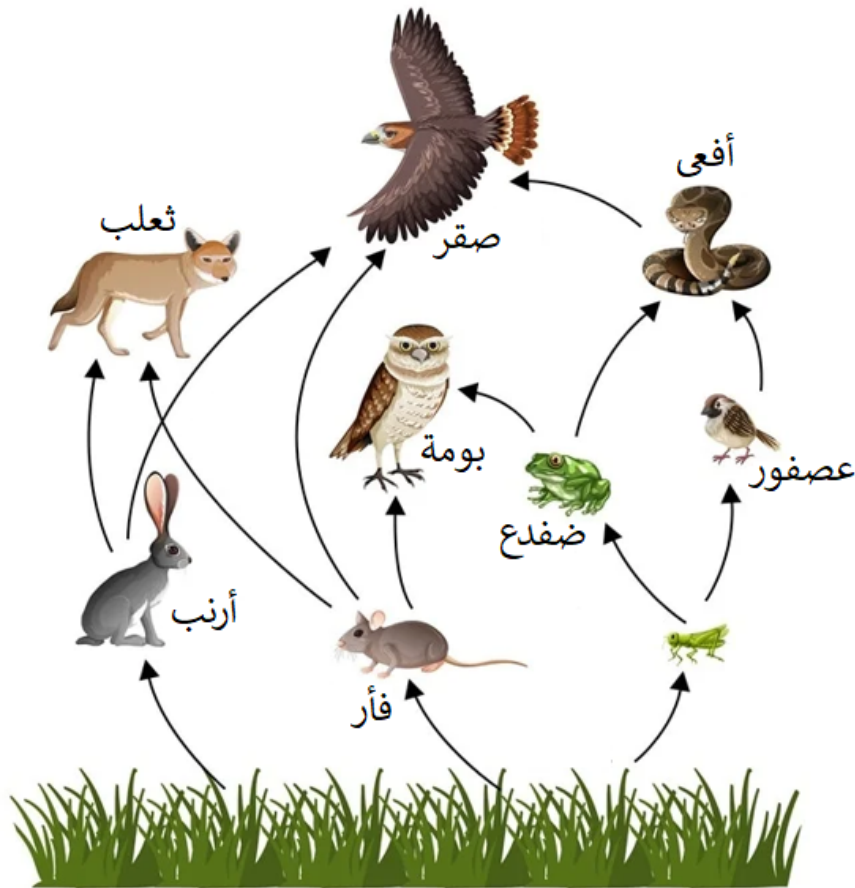 أفعى
ثعلب
صقر
بومة
عصفور
ضفدع
أرنب
فأر